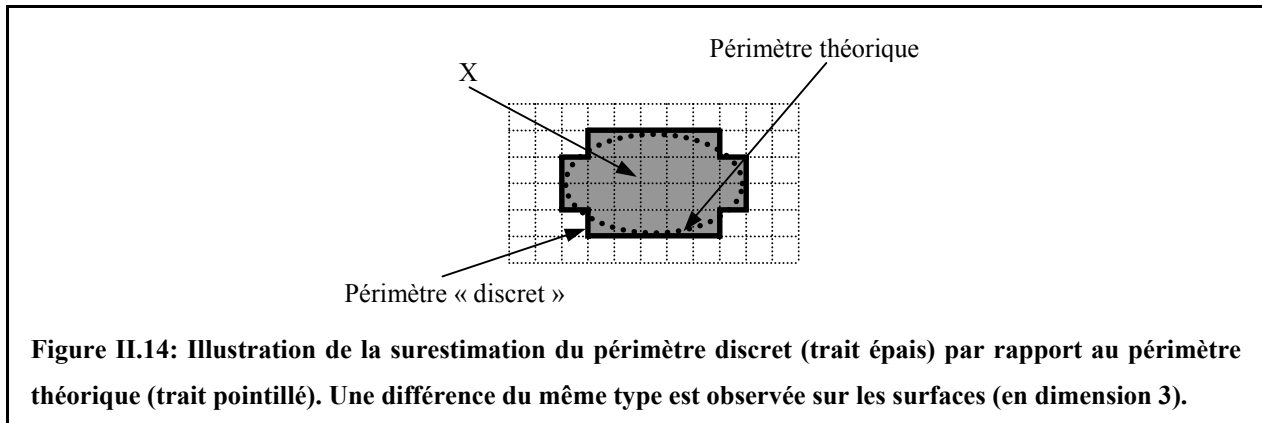 Périmètre théorique
X
Périmètre « discret »
Figure II.14: Illustration de la surestimation du périmètre discret (trait épais) par rapport au périmètre
théorique (trait pointillé). Une différence du même type est observée sur les surfaces (en dimension 3).